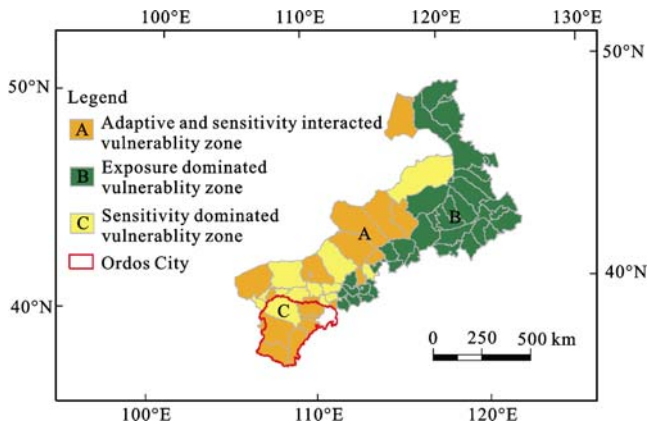 100°E 110°E 120°E 130°E
50°N
50°N
Legend
A Adaptive and sensitivity interacted
vulnerablity zone
B Exposure dominated
vulnerablity zone
B
C Sensitivity dominated
vulnerablity zone
A
Ordos City
40°N
40°N
C
0 250 500 km
100°E 110°E 120°E